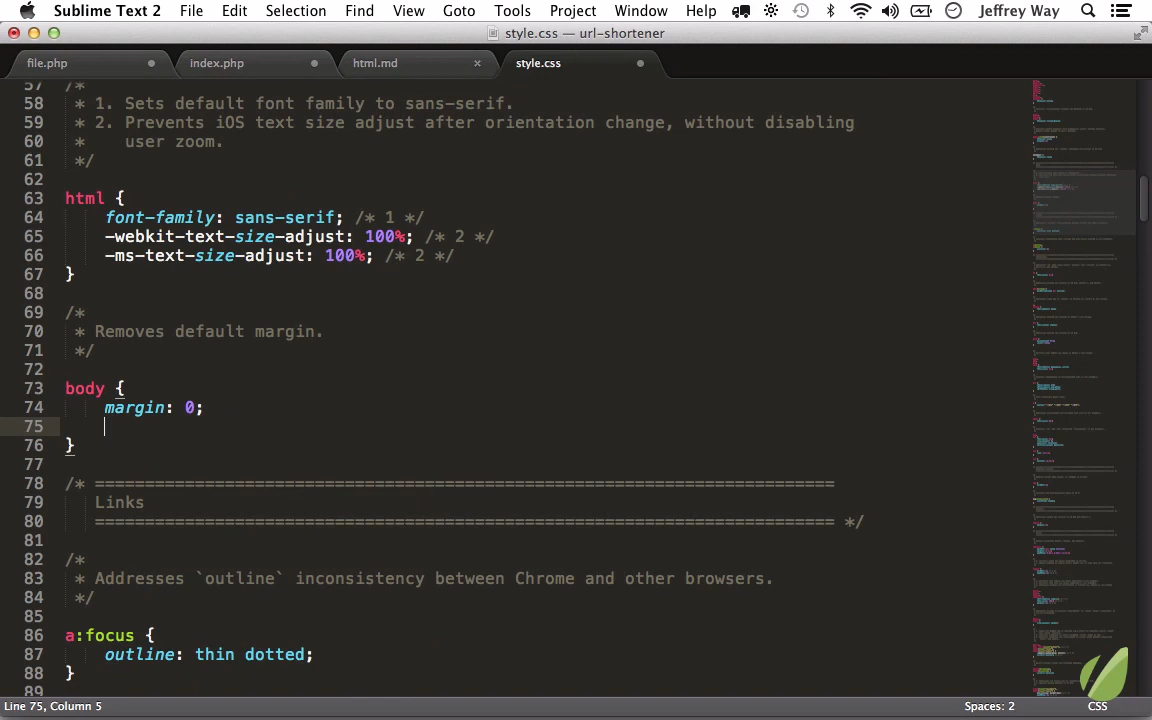 Sublime Text 2 File Edit Selection Find View Goto Tools Project Window Help Jeffrey Way
style.css — url-shortener
file.php index.php html.md style.css
57 /*
58 * 1. Sets default font family to sans-serif.
59 * 2. Prevents iOS text size adjust after orientation change, without disabling
60 * user zoom.
61 */
62
63 html {
64 font-family: sans-serif; /* 1 */
65 -webkit-text-size-adjust: 100%; /* 2 */
66 -ms-text-size-adjust: 100%; /* 2 */
67 }
68
69 /*
70 * Removes default margin.
71 */
72
73 body {
74 margin: 0;
75
76 }
77
78 /* ==========================================================================
79 Links
80 ========================================================================== */
81
82 /*
83 * Addresses `outline` inconsistency between Chrome and other browsers.
84 */
85
86 a:focus {
87 outline: thin dotted;
88 }
89
Line 75, Column 5 Spaces: 2 CSS